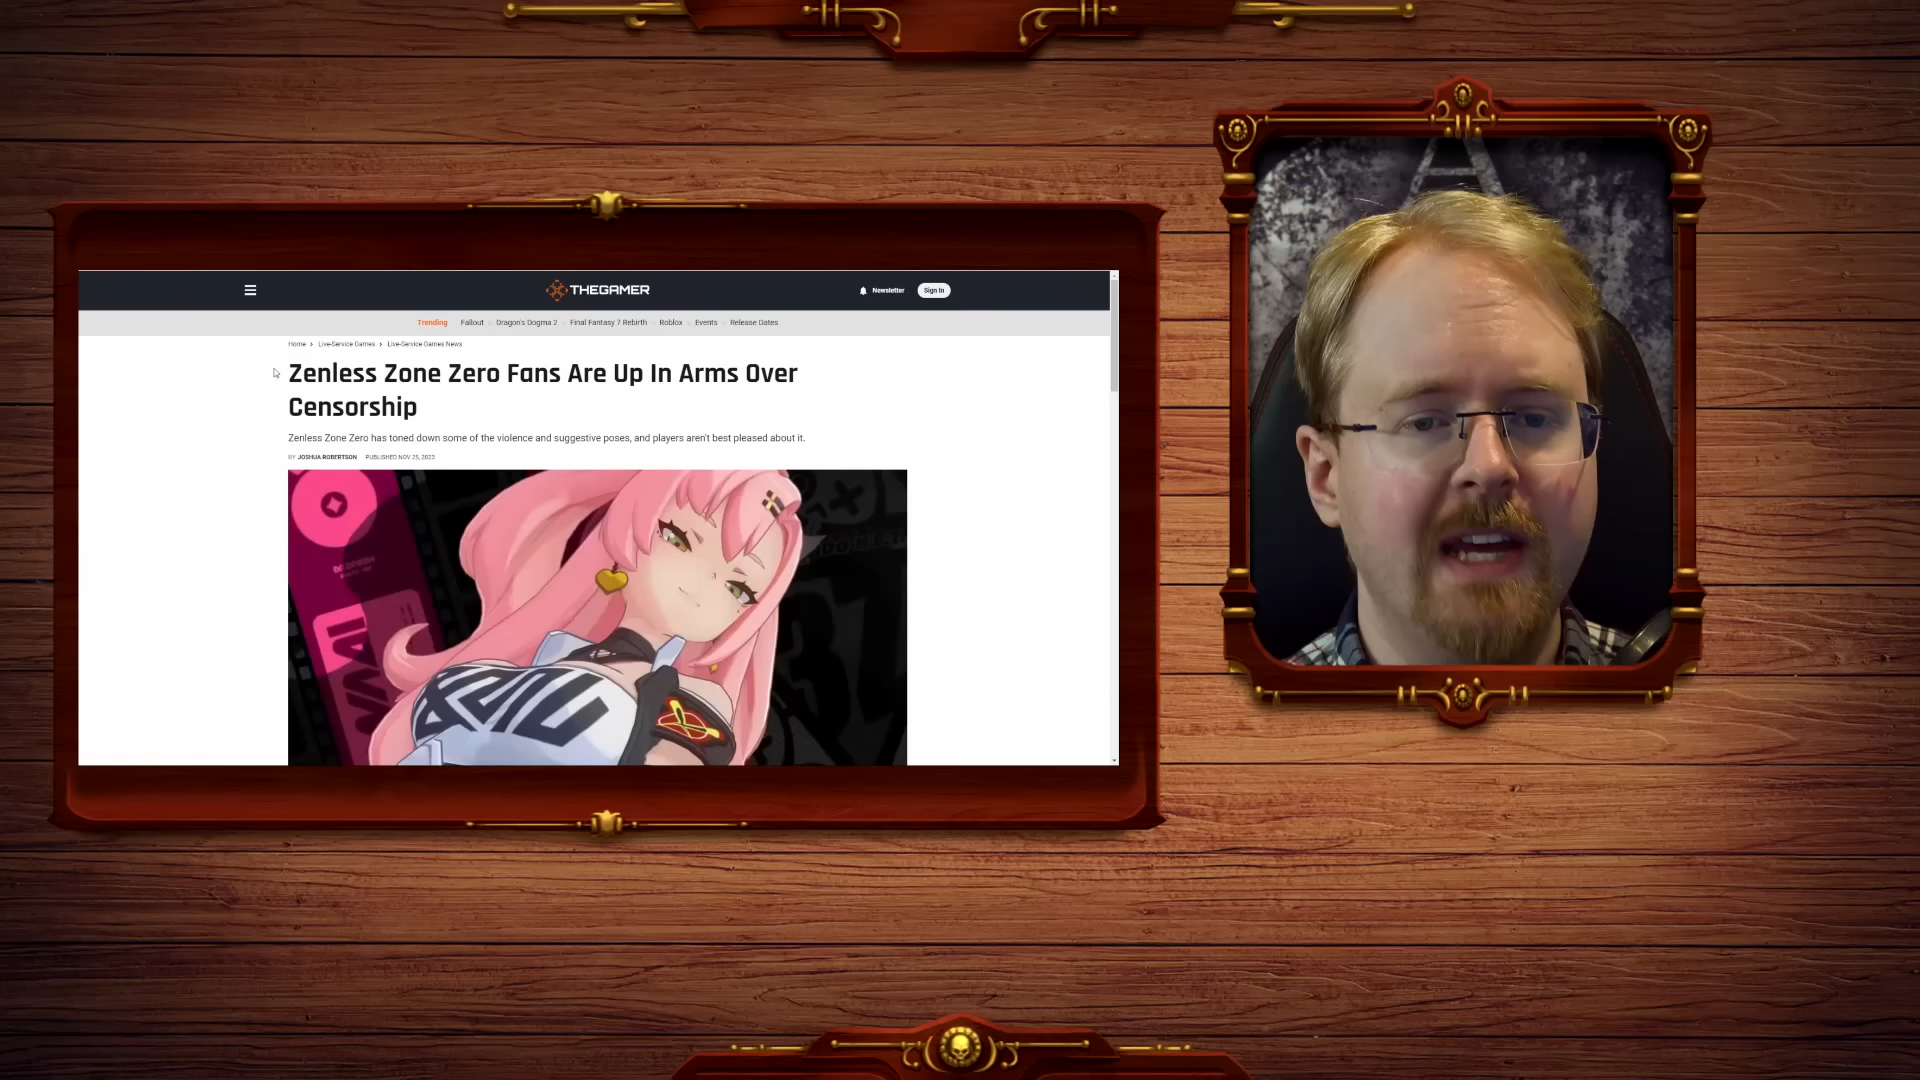 THEGAMER
Newsletter
Sign In
Trending
Fallout
Dragon's Dogma 2
Final Fantasy 7 Rebirth
Roblox
Events
Release Dates
Home > Live-Service Games > Live-Service Games News
Zenless Zone Zero Fans Are Up In Arms Over
Censorship
Zenless Zone Zero has toned down some of the violence and suggestive poses, and players aren't best pleased about it.
BY JOSHUA ROBERTSON PUBLISHED NOV 25, 2023